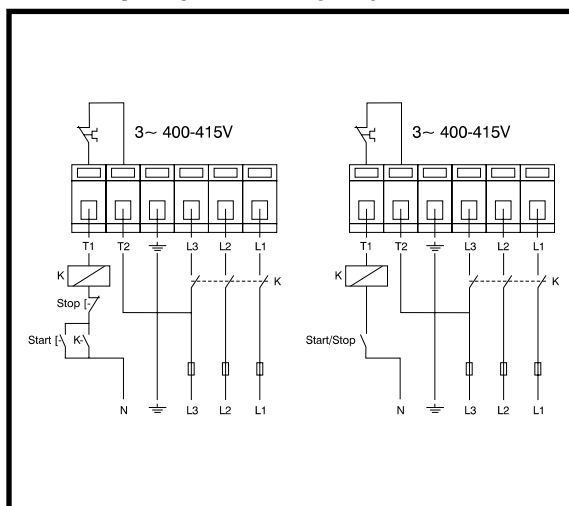 3~ 400-415V
T1 T2 L3 L2 L1
K
K
Stop
Start K
N L3 L2 L1
3~ 400-415V
T1 T2 L3 L2 L1
K
K
Start/Stop
N L3 L2 L1